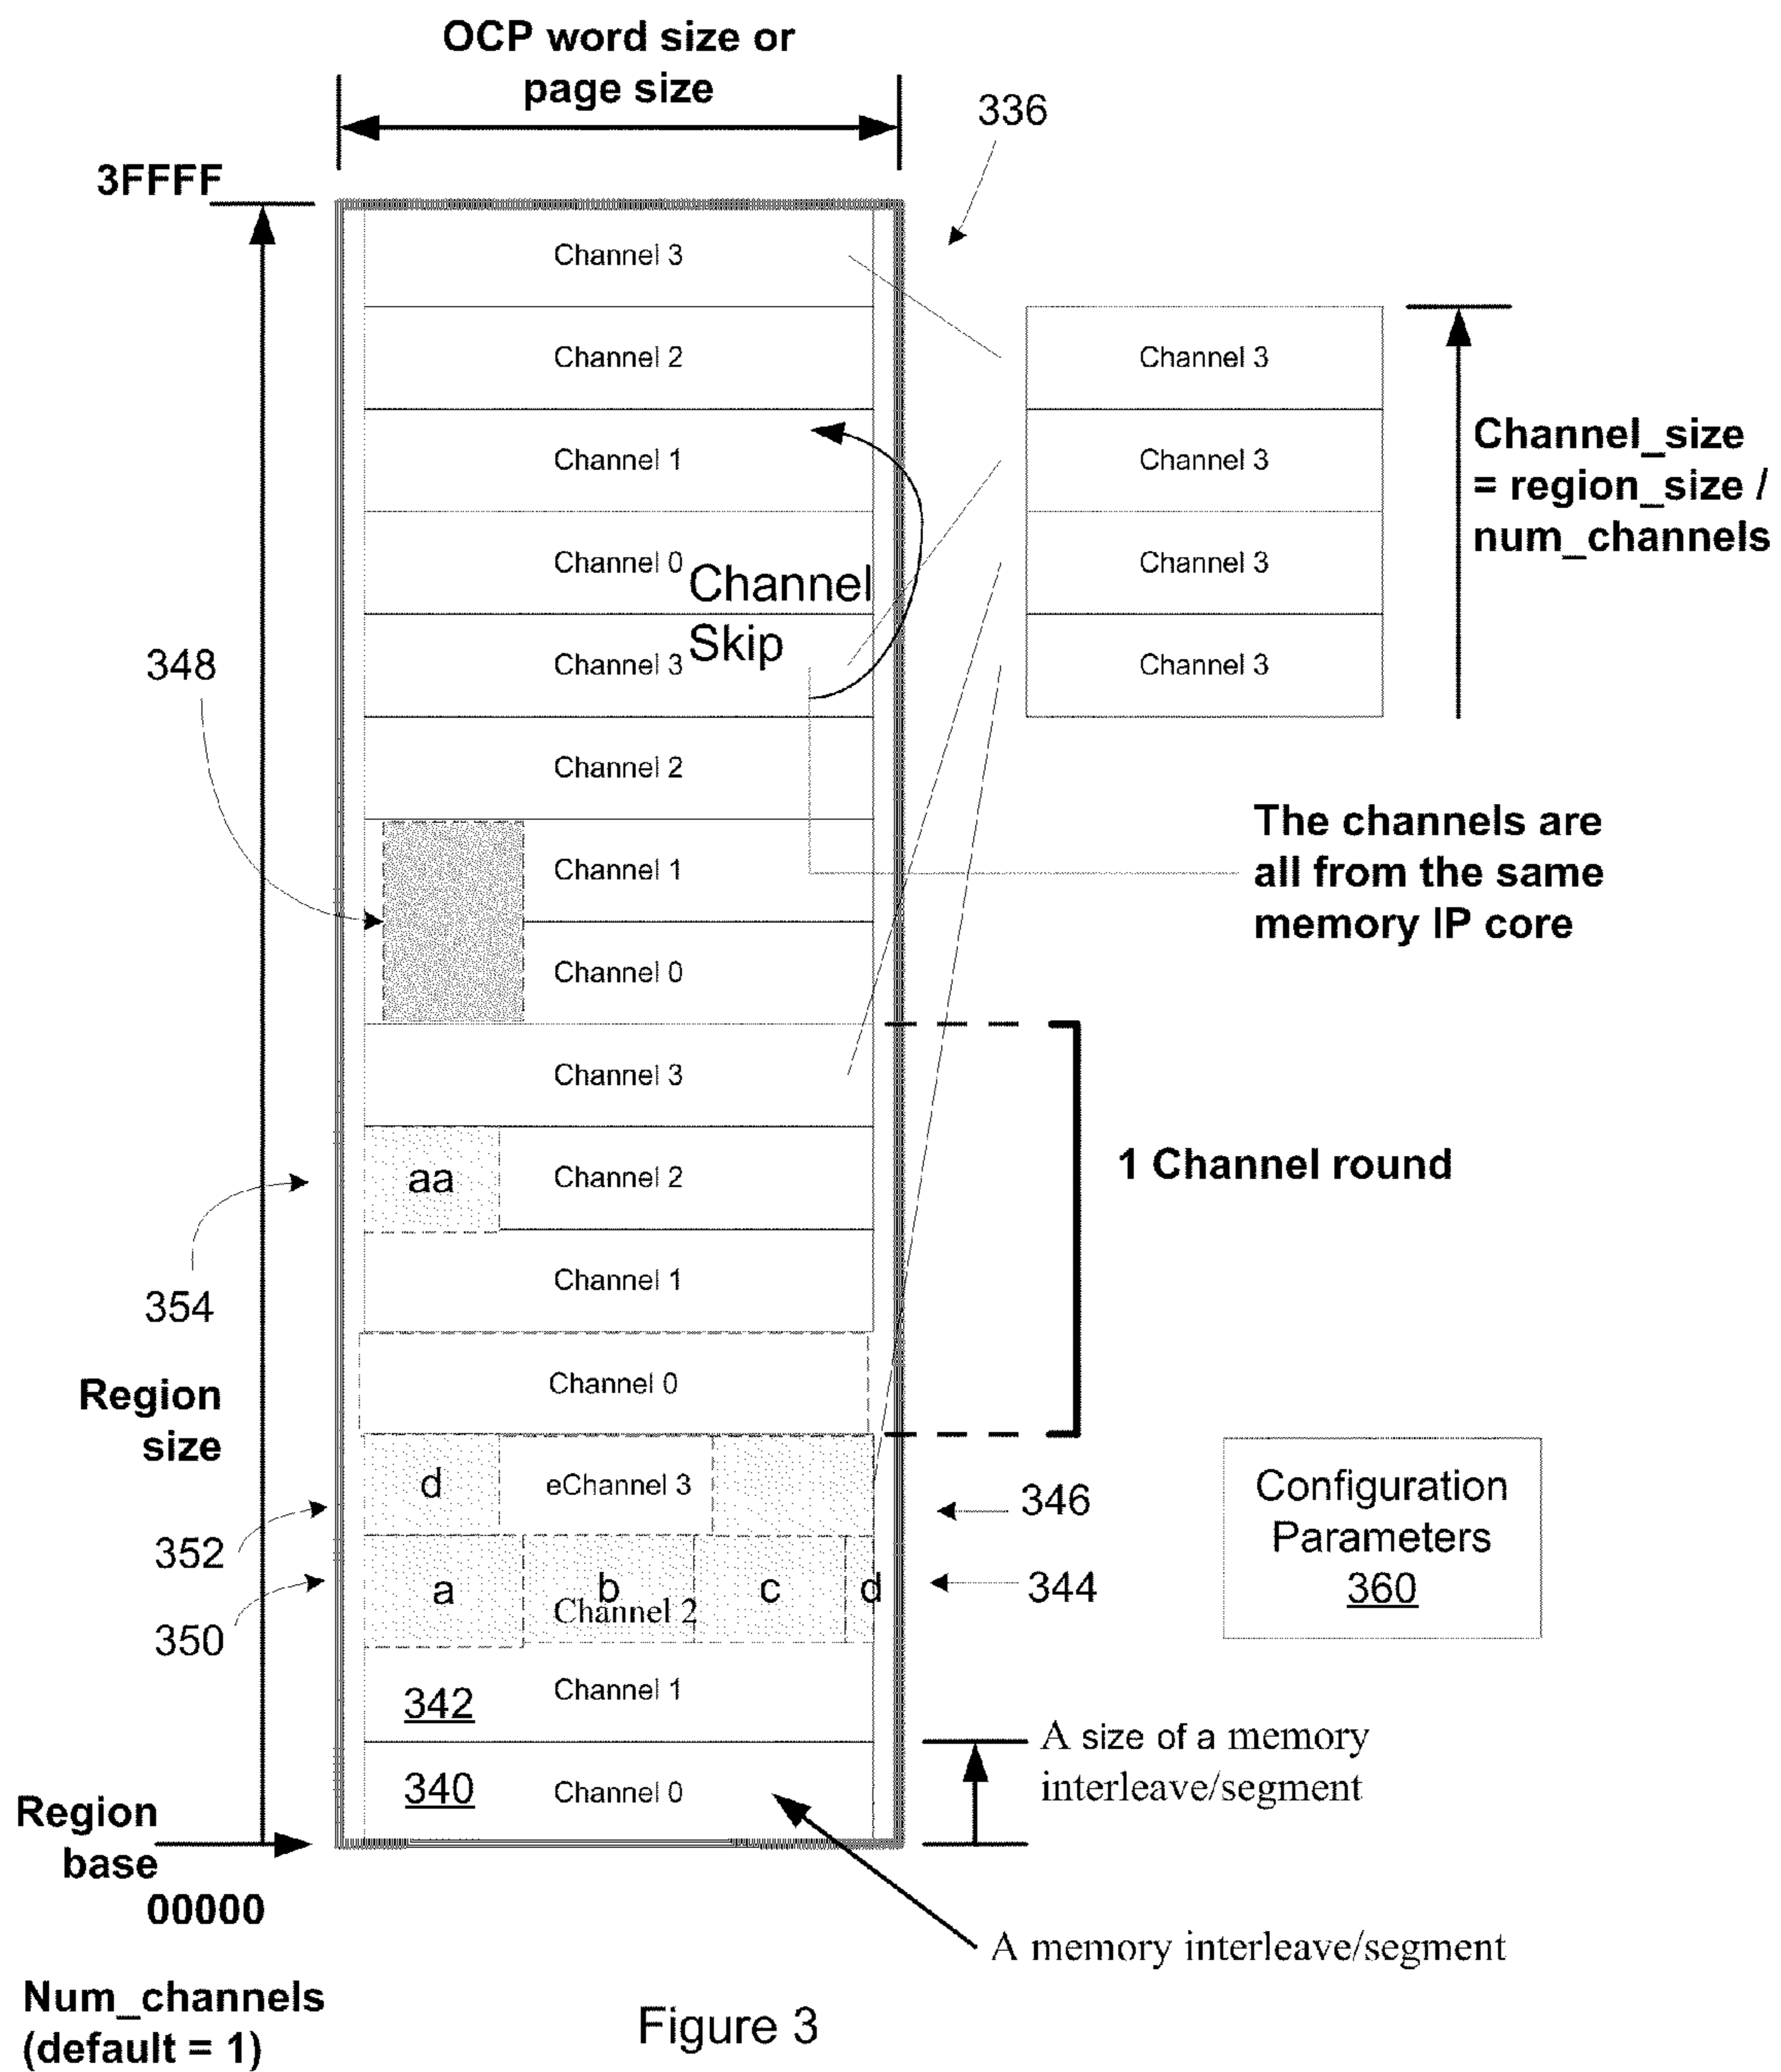 OCP word size or
page size
336
3FFFF
Channel 3
Channel 2
Channel 1
Channel 0
Channel
Skip
Channel 3
Channel 2
Channel 1
Channel 0
Channel 3
aa
Channel 2
Channel 1
Channel 0
d
eChannel 3
a
b
c
d
Channel 2
342
Channel 1
340
Channel 0
Channel 3
Channel 3
Channel 3
Channel 3
Channel_size
= region_size /
num_channels
348
The channels are
all from the same
memory IP core
1 Channel round
354
Region
size
352
350
346
344
Configuration
Parameters
360
A size of a memory
interleave/segment
Region
base
00000
A memory interleave/segment
Num_channels
(default = 1)
Figure 3